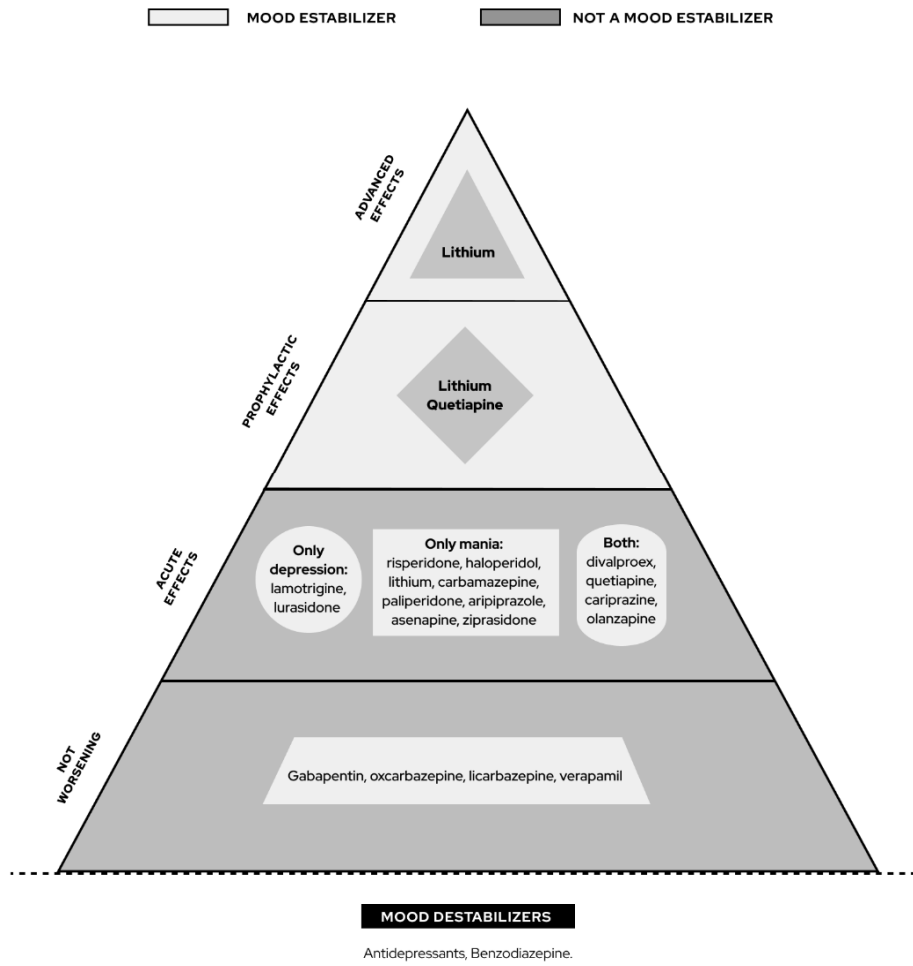 MOOD ESTABILIZER
NOT A MOOD ESTABILIZER
ADVANCED
EFFECTS
Lithium
PROPHYLACTIC
EFFECTS
Lithium
Quetiapine
ACUTE
EFFECTS
Only
depression:
lamotrigine,
lurasidone
Only mania:
risperidone, haloperidol,
lithium, carbamazepine,
paliperidone, aripiprazole,
asenapine, ziprasidone
Both:
divalproex,
quetiapine,
cariprazine,
olanzapine
NOT
WORSENING
Gabapentin, oxcarbazepine, licarbazepine, verapamil
MOOD DESTABILIZERS
Antidepressants, Benzodiazepine.